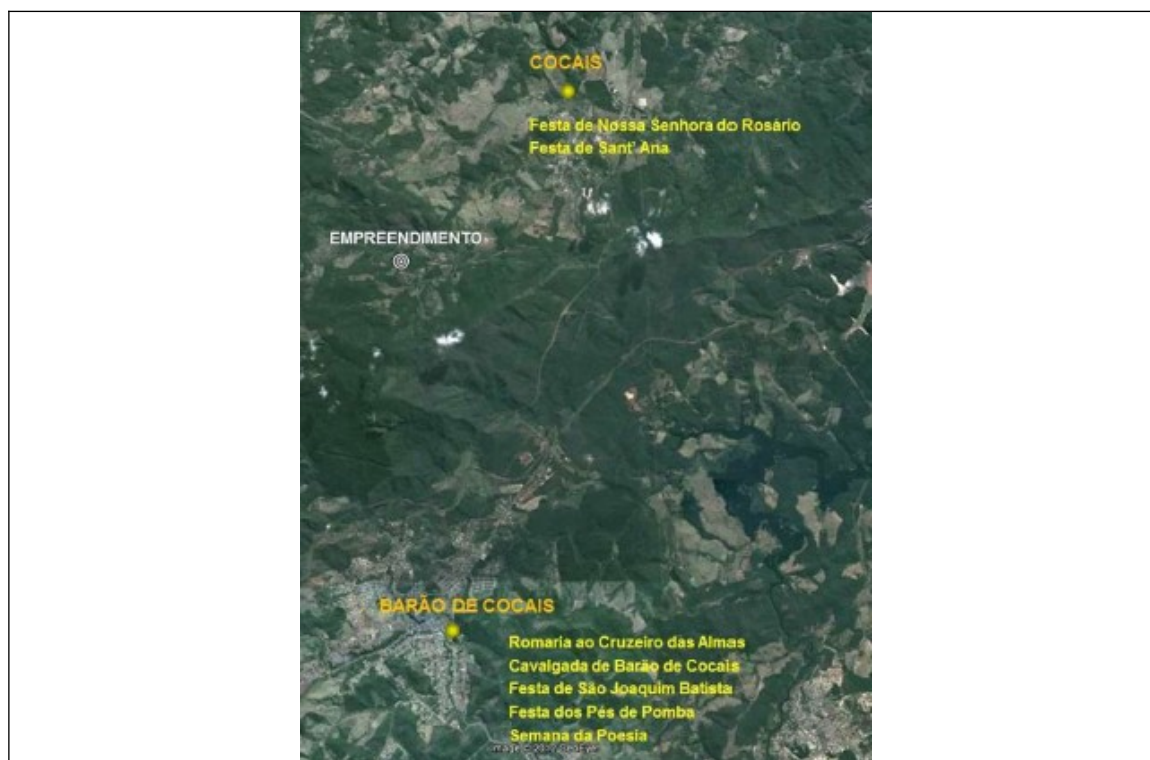 COCAIS
Festa de Nossa Senhora do Rosário
Festa de Sant' Ana
EMPREENDIMENTO
BARÃO DE COCAIS
Romaria ao Cruzeiro das Almas
Cavalgada de Barão de Cocais
Festa de São Joaquim Batista
Festa dos Pés de Pomba
Semana da Poesia